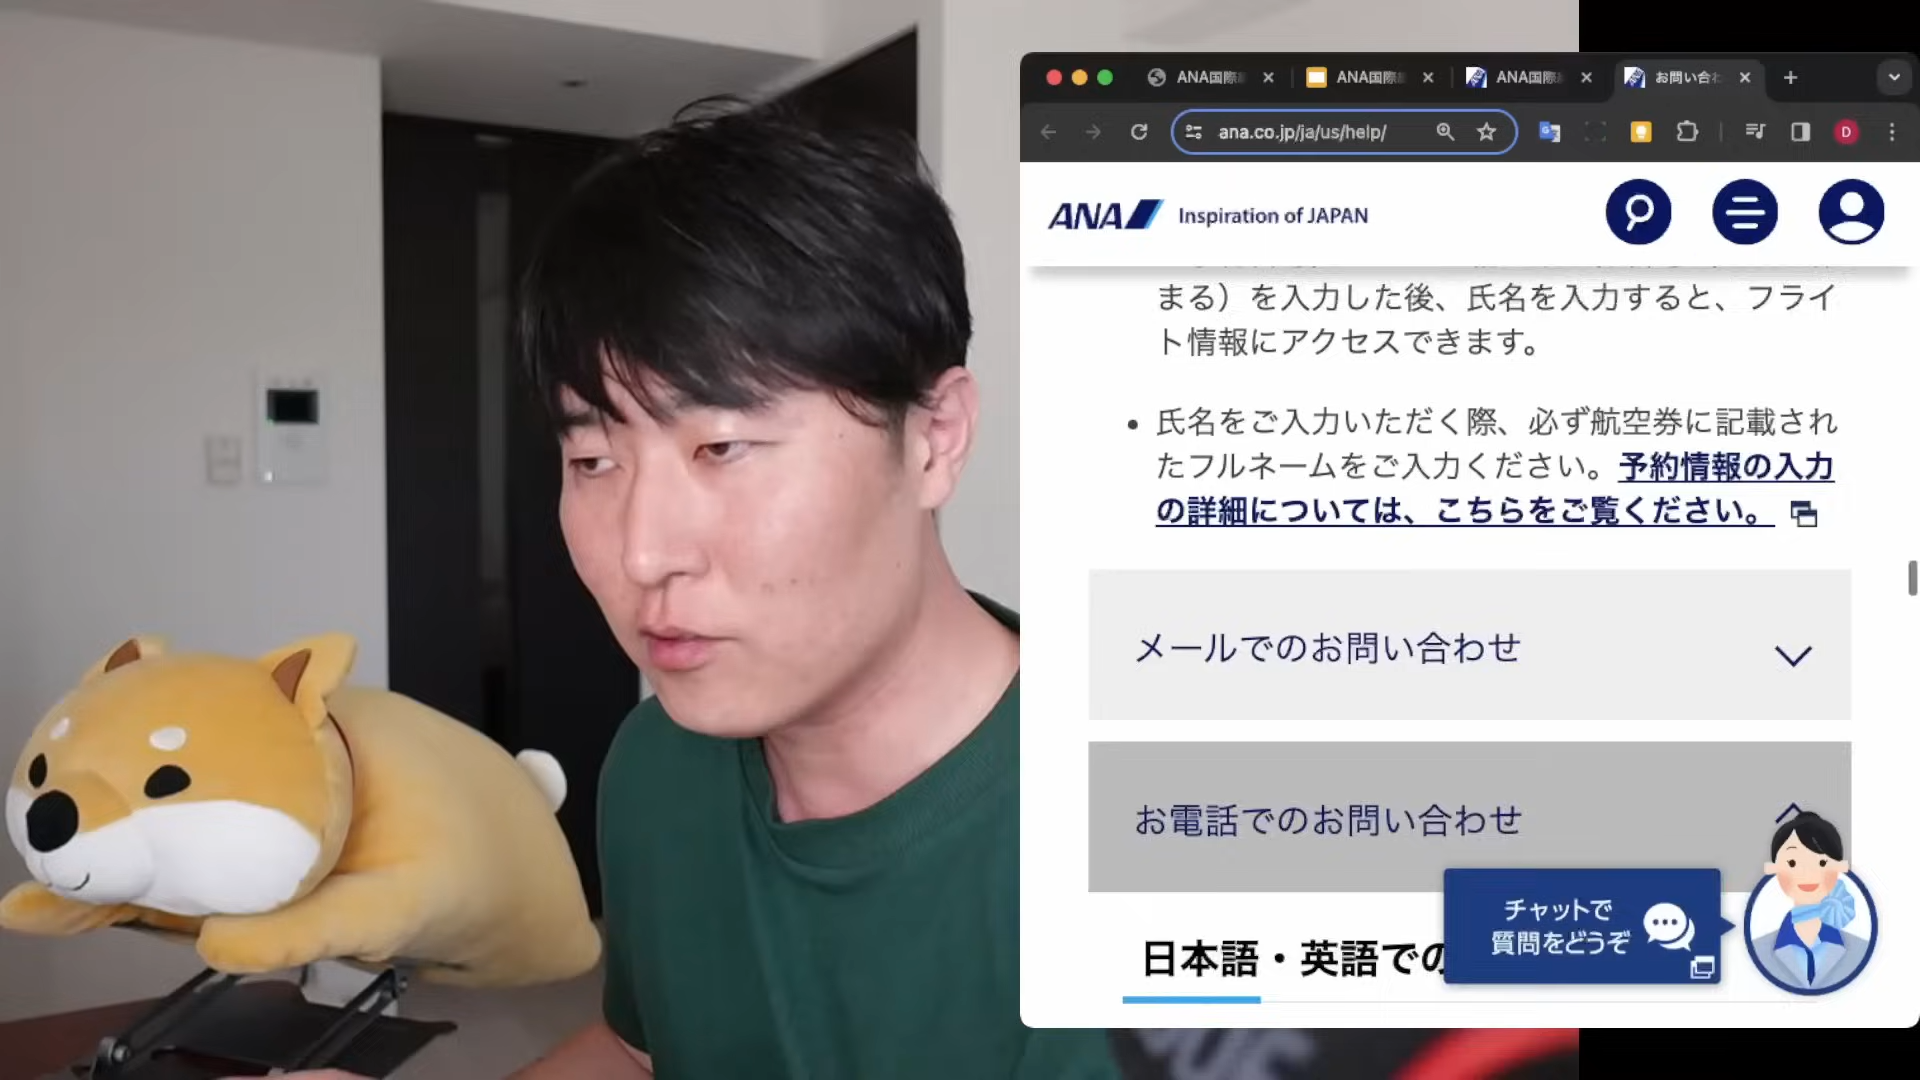 ANA国際
ANA国際
ANA国際
お問い合わ
ana.co.jp/ja/us/help/
D
ANA Inspiration of JAPAN
まる）を入力した後、氏名を入力すると、フライ
ト情報にアクセスできます。
• 氏名をご入力いただく際、必ず航空券に記載され
たフルネームをご入力ください。予約情報の入力
の詳細については、こちらをご覧ください。
メールでのお問い合わせ
お電話でのお問い合わせ
チャットで
質問をどうぞ
日本語・英語での